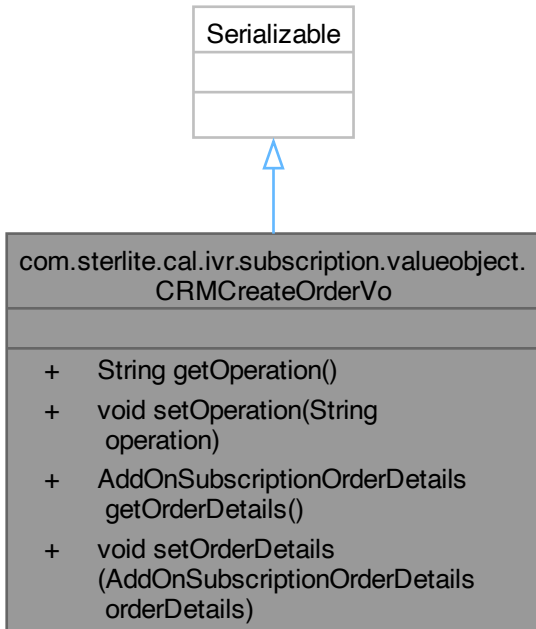 Serializable
com.sterlite.cal.ivr.subscription.valueobject.
CRMCreateOrderVo
+ String getOperation()
+ void setOperation(String
operation)
+ AddOnSubscriptionOrderDetails
getOrderDetails()
+ void setOrderDetails
(AddOnSubscriptionOrderDetails
orderDetails)